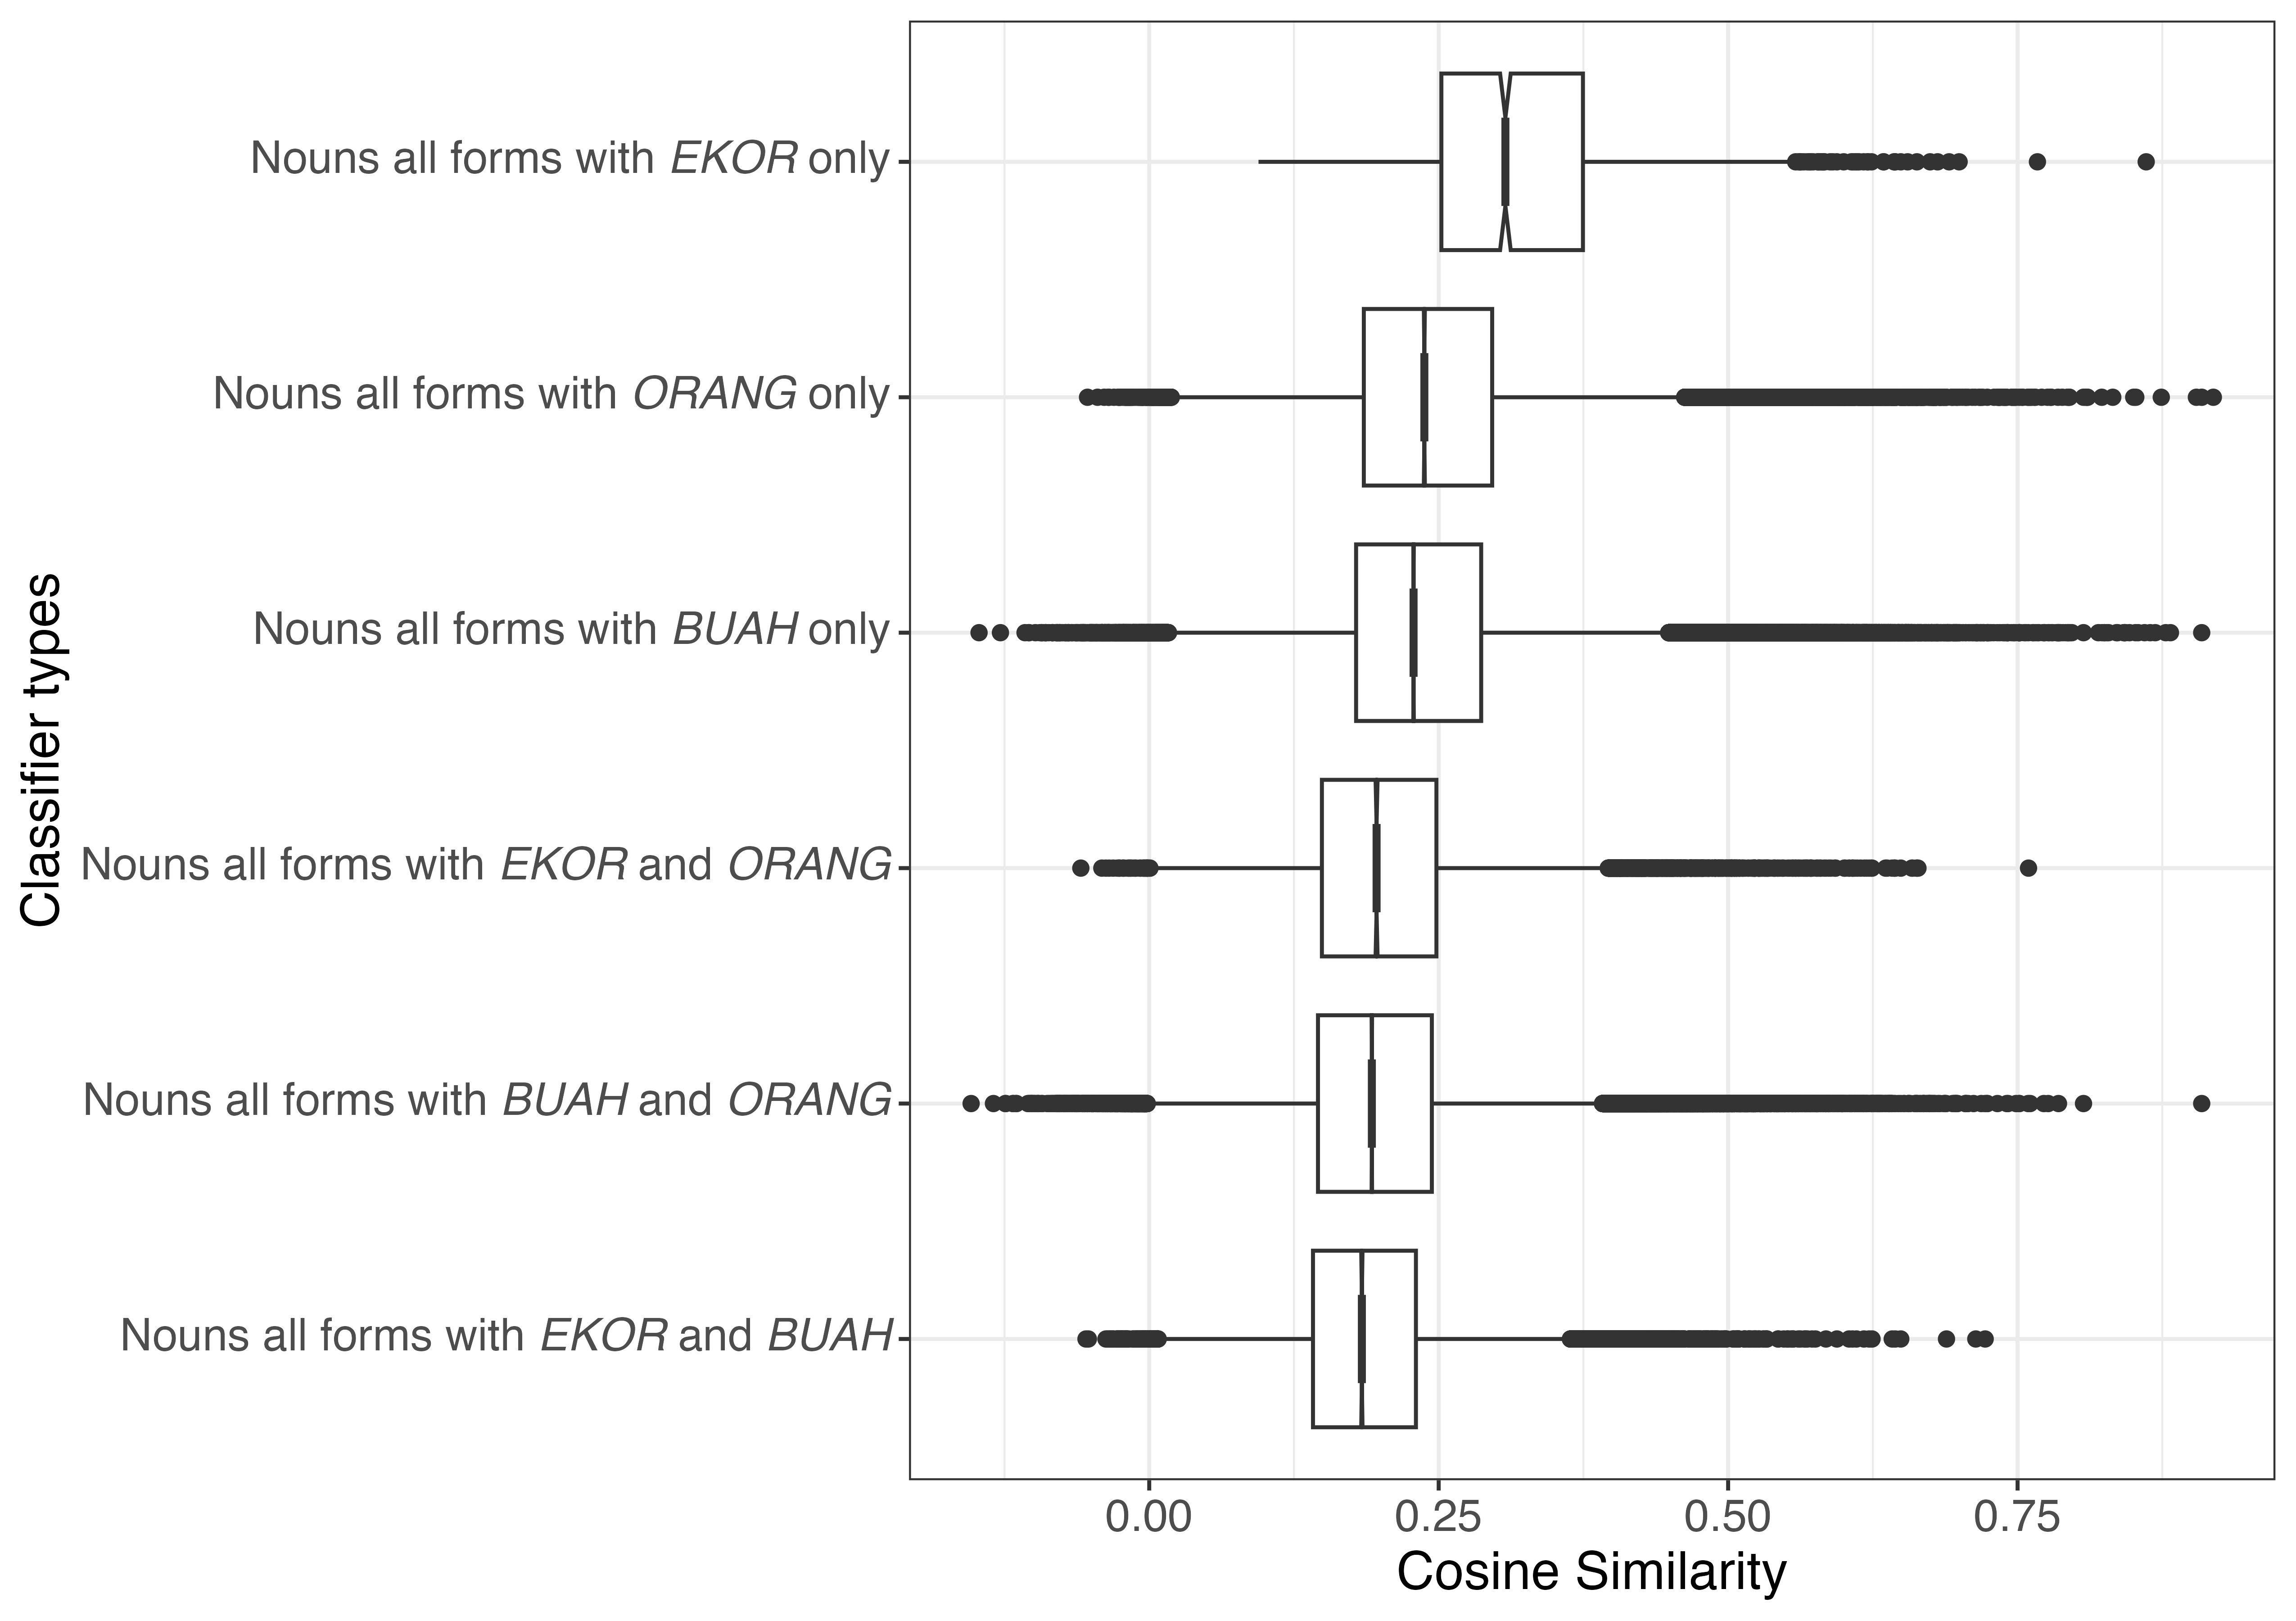 Classifier types
Nouns all forms with EKOR only
Nouns all forms with ORANG only
Nouns all forms with BUAH only
Nouns all forms with EKOR and ORANG
Nouns all forms with BUAH and ORANG
Nouns all forms with EKOR and BUAH
0.00 0.25 0.50 0.75
Cosine Similarity